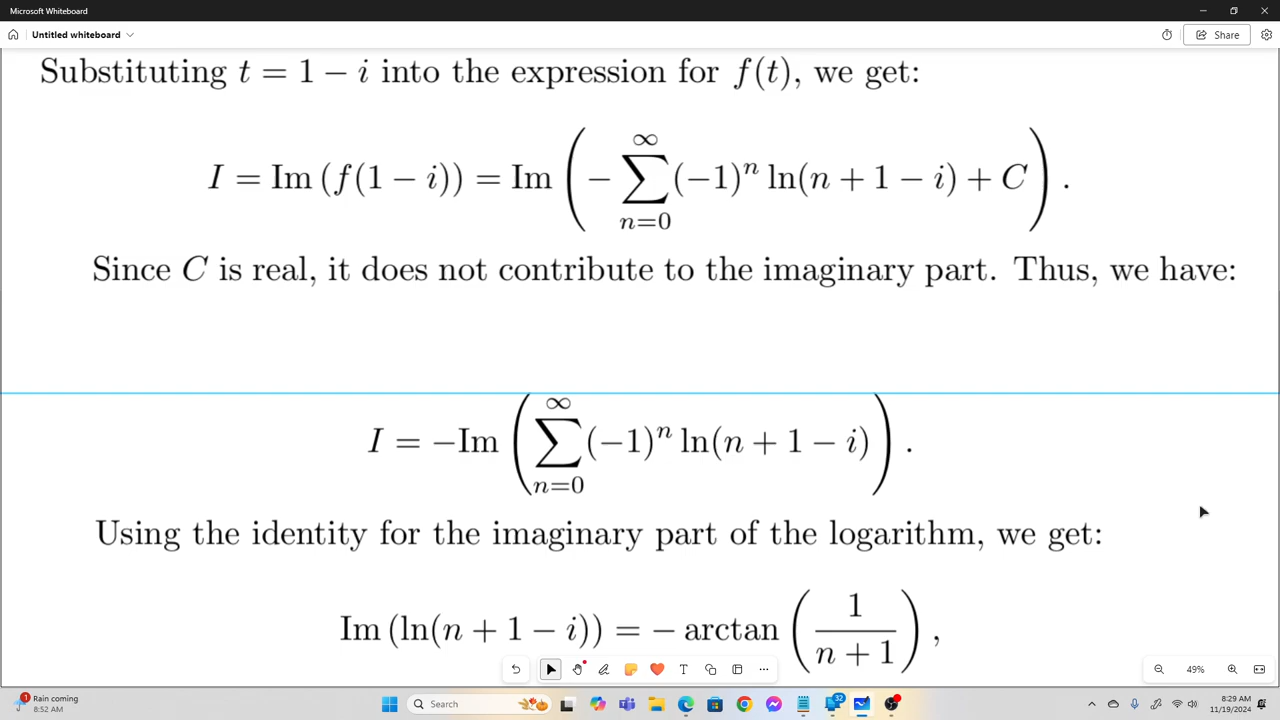 Microsoft Whiteboard
Untitled whiteboard
Share
Substituting t = 1 − i into the expression for f(t), we get:
I = Im (f(1 − i)) = Im ( − ∑_{n=0}^{∞} (−1)^n ln(n + 1 − i) + C ) .
Since C is real, it does not contribute to the imaginary part. Thus, we have:
I = −Im ( ∑_{n=0}^{∞} (−1)^n ln(n + 1 − i) ) .
Using the identity for the imaginary part of the logarithm, we get:
Im (ln(n + 1 − i)) = − arctan ( 1 / (n + 1) ) ,
T
49%
1
Rain coming
8:52 AM
Search
32
8:29 AM
11/19/2024